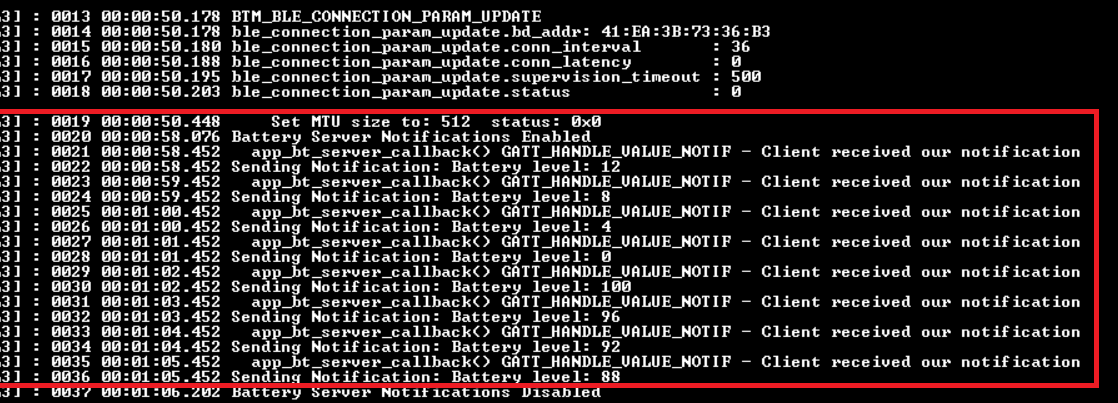 3] : 0013 00:00:50.178 BTM_BLE_CONNECTION_PARAM_UPDATE
3] : 0014 00:00:50.178 ble_connection_param_update.bd_addr: 41:EA:3B:73:36:B3
3] : 0015 00:00:50.180 ble_connection_param_update.conn_interval : 36
3] : 0016 00:00:50.188 ble_connection_param_update.conn_latency : 0
3] : 0017 00:00:50.195 ble_connection_param_update.supervision_timeout : 500
3] : 0018 00:00:50.203 ble_connection_param_update.status : 0
3] : 0019 00:00:50.448 Set MTU size to: 512 status: 0x0
3] : 0020 00:00:58.076 Battery Server Notifications Enabled
3] : 0021 00:00:58.452 app_bt_server_callback() GATT_HANDLE_VALUE_NOTIF - Client received our notification
3] : 0022 00:00:58.452 Sending Notification: Battery level: 12
3] : 0023 00:00:59.452 app_bt_server_callback() GATT_HANDLE_VALUE_NOTIF - Client received our notification
3] : 0024 00:00:59.452 Sending Notification: Battery level: 8
3] : 0025 00:01:00.452 app_bt_server_callback() GATT_HANDLE_VALUE_NOTIF - Client received our notification
3] : 0026 00:01:00.452 Sending Notification: Battery level: 4
3] : 0027 00:01:01.452 app_bt_server_callback() GATT_HANDLE_VALUE_NOTIF - Client received our notification
3] : 0028 00:01:01.452 Sending Notification: Battery level: 0
3] : 0029 00:01:02.452 app_bt_server_callback() GATT_HANDLE_VALUE_NOTIF - Client received our notification
3] : 0030 00:01:02.452 Sending Notification: Battery level: 100
3] : 0031 00:01:03.452 app_bt_server_callback() GATT_HANDLE_VALUE_NOTIF - Client received our notification
3] : 0032 00:01:03.452 Sending Notification: Battery level: 96
3] : 0033 00:01:04.452 app_bt_server_callback() GATT_HANDLE_VALUE_NOTIF - Client received our notification
3] : 0034 00:01:04.452 Sending Notification: Battery level: 92
3] : 0035 00:01:05.452 app_bt_server_callback() GATT_HANDLE_VALUE_NOTIF - Client received our notification
3] : 0036 00:01:05.452 Sending Notification: Battery level: 88
3] : 0037 00:01:06.202 Battery Server Notifications Disabled